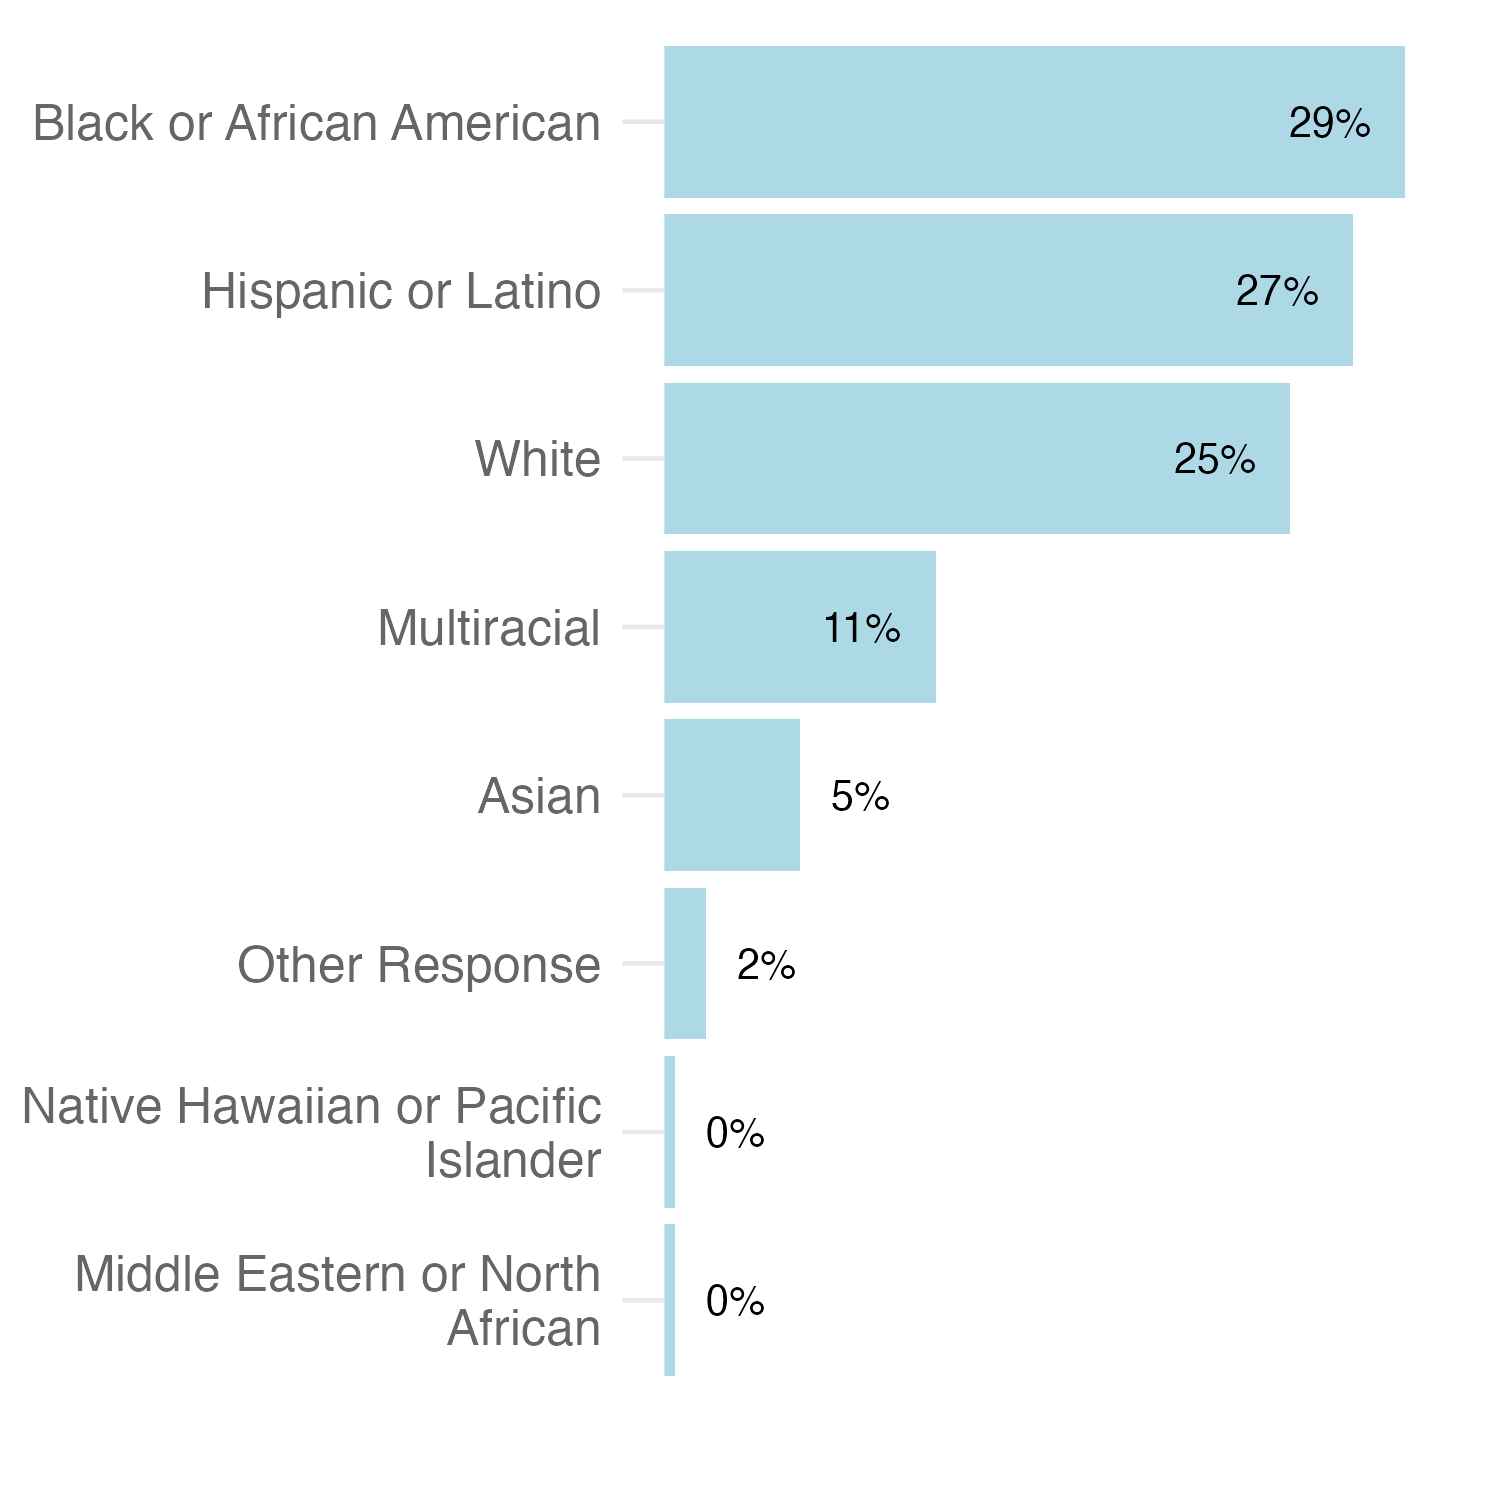 Black or African American 29%
Hispanic or Latino 27%
White 25%
Multiracial 11%
Asian 5%
Other Response 2%
Native Hawaiian or Pacific
Islander
0%
Middle Eastern or North
African
0%